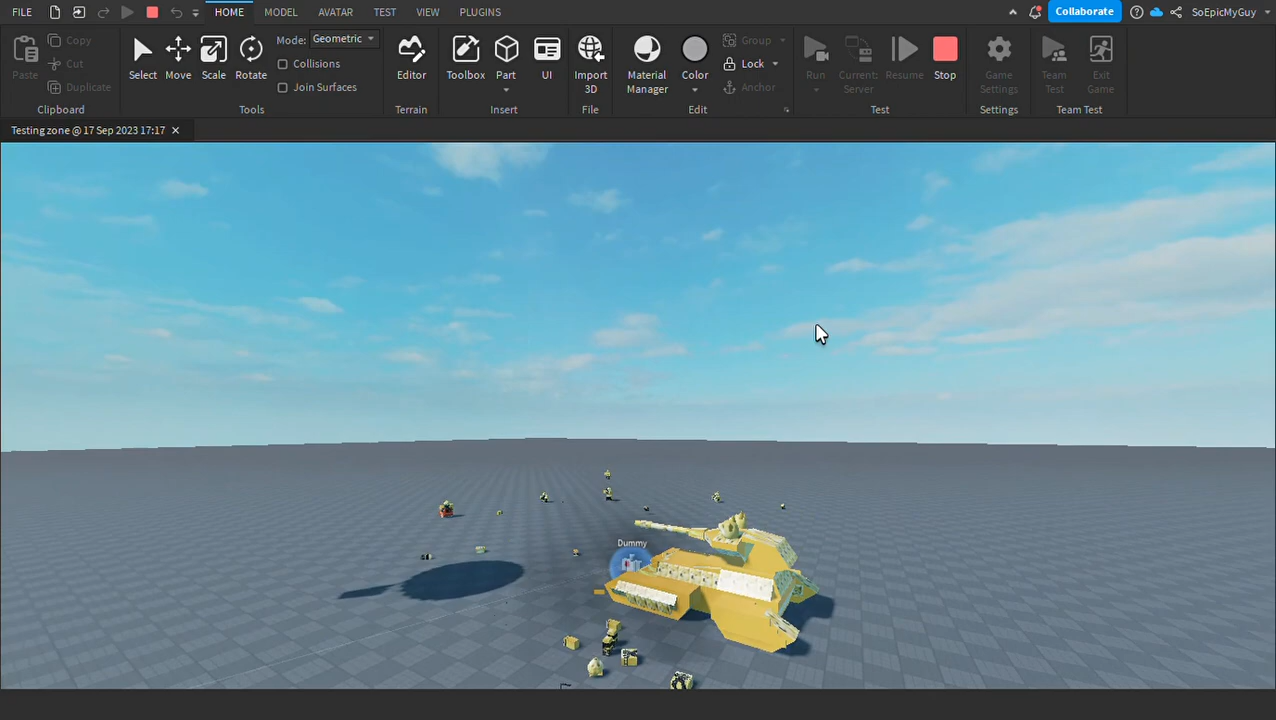 FILE HOME MODEL AVATAR TEST VIEW PLUGINS Collaborate SoEpicMyGuy
Paste Copy Cut Duplicate
Clipboard
Select Move Scale Rotate
Mode: Geometric
Collisions
Join Surfaces
Tools
Editor
Terrain
Toolbox Part UI
Insert
Import 3D
File
Material Manager Color
Group
Lock
Anchor
Edit
Run Current: Server Resume Stop
Test
Game Settings
Settings
Team Test Exit Game
Team Test
Testing zone @ 17 Sep 2023 17:17
Dummy